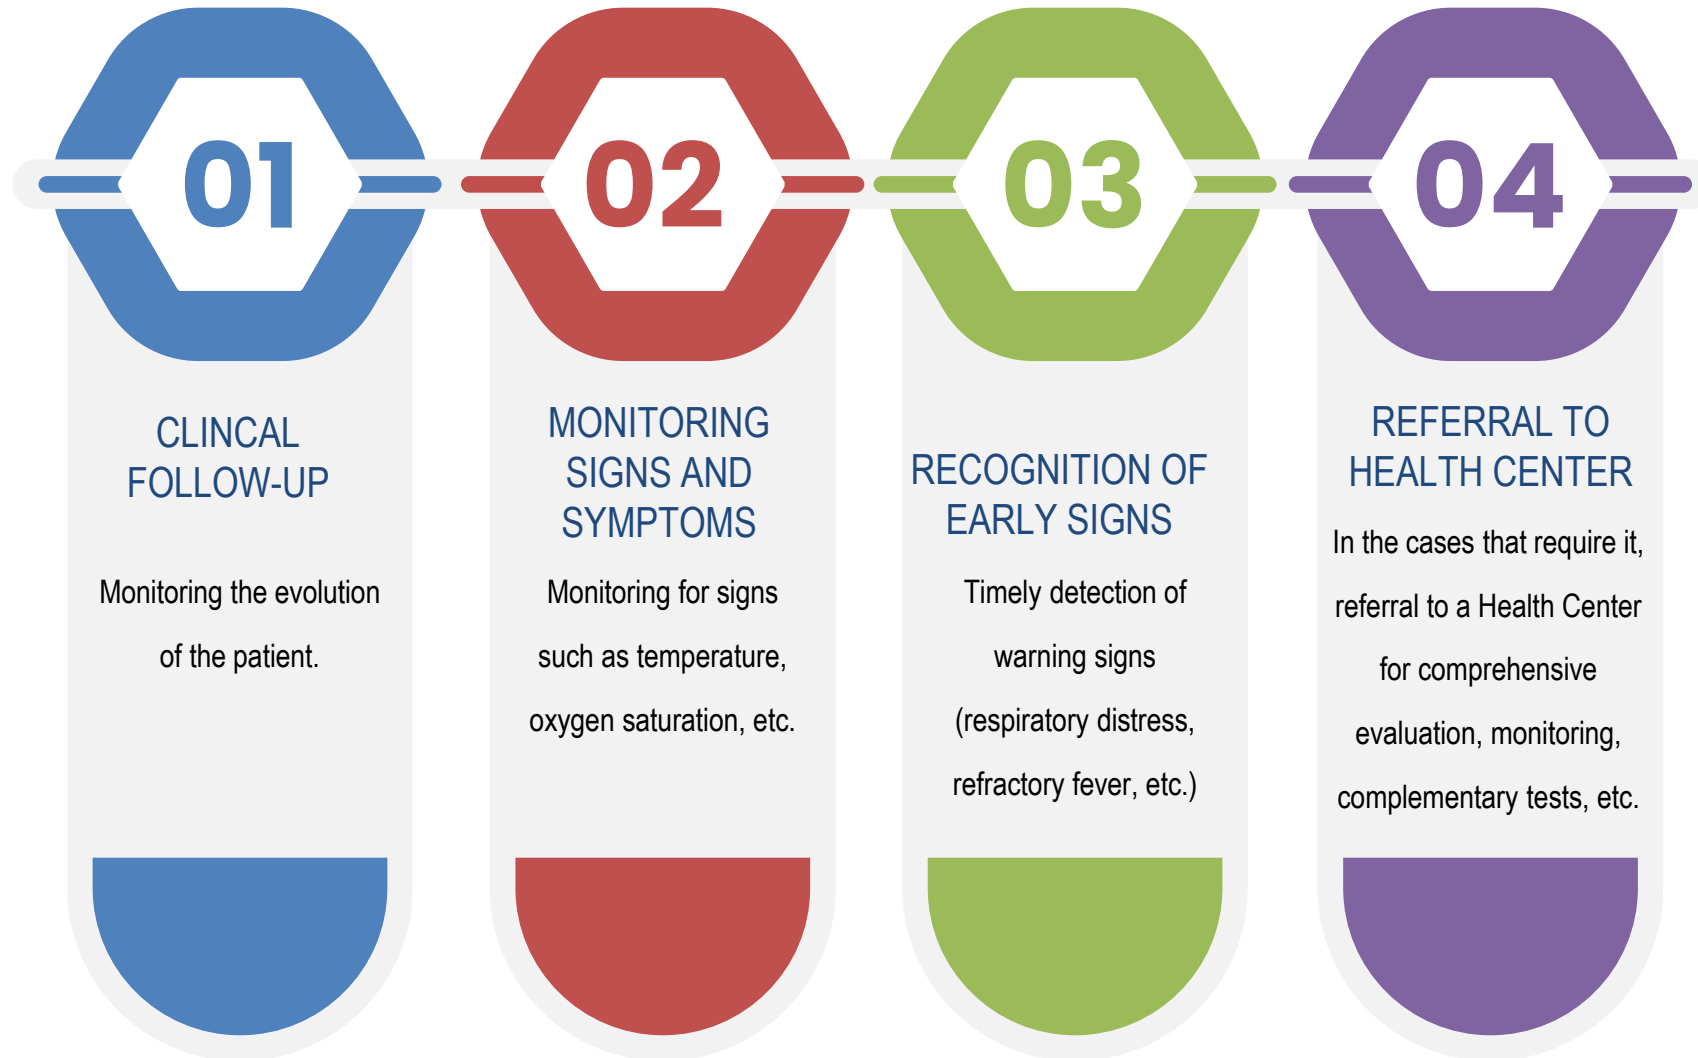 01
CLINCAL
FOLLOW-UP
Monitoring the evolution
of the patient.
02
MONITORING
SIGNS AND
SYMPTOMS
Monitoring for signs
such as temperature,
oxygen saturation, etc.
03
RECOGNITION OF
EARLY SIGNS
Timely detection of
warning signs
(respiratory distress,
refractory fever, etc.)
04
REFERRAL TO
HEALTH CENTER
In the cases that require it,
referral to a Health Center
for comprehensive
evaluation, monitoring,
complementary tests, etc.